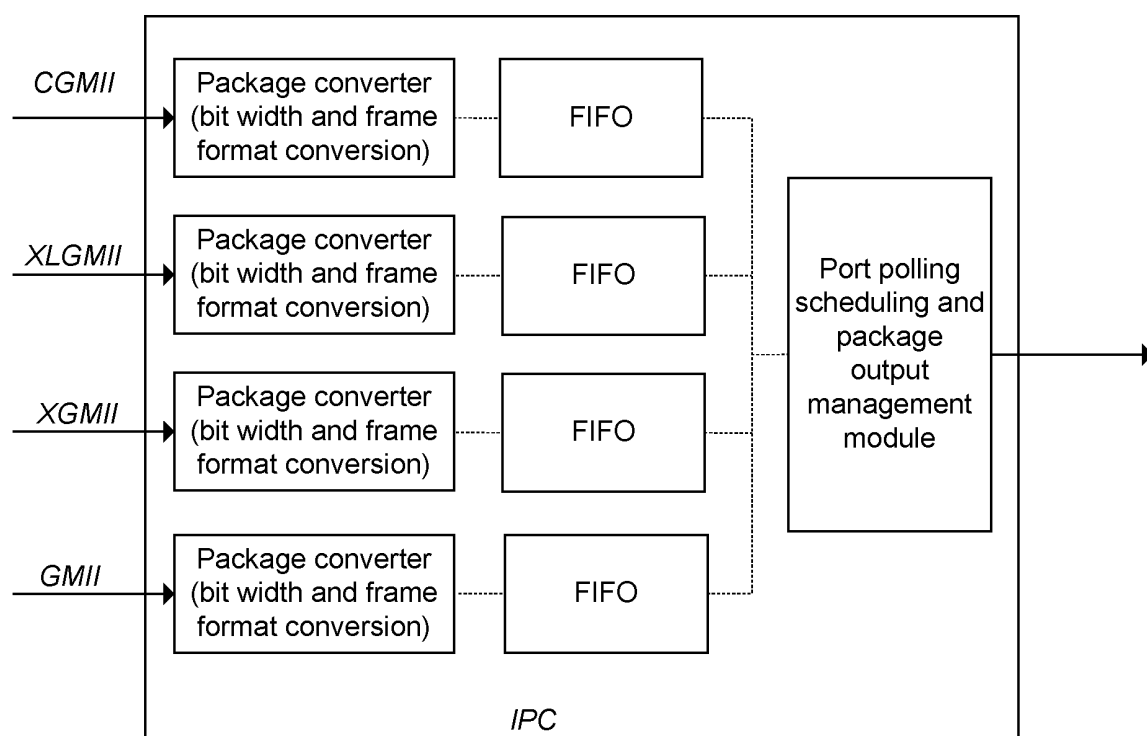 CGMII
Package converter
(bit width and frame
format conversion)
FIFO
XLGMII
Package converter
(bit width and frame
format conversion)
FIFO
XGMII
Package converter
(bit width and frame
format conversion)
FIFO
GMII
Package converter
(bit width and frame
format conversion)
FIFO
Port polling
scheduling and
package
output
management
module
IPC